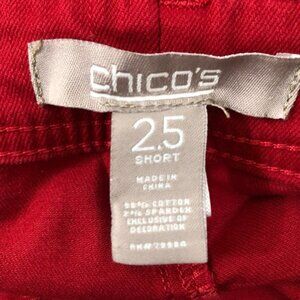 chico's
2.5
SHORT
MADE IN
CHINA
98% COTTON
2% SPANDEX
EXCLUSIVE OF
DECORATION